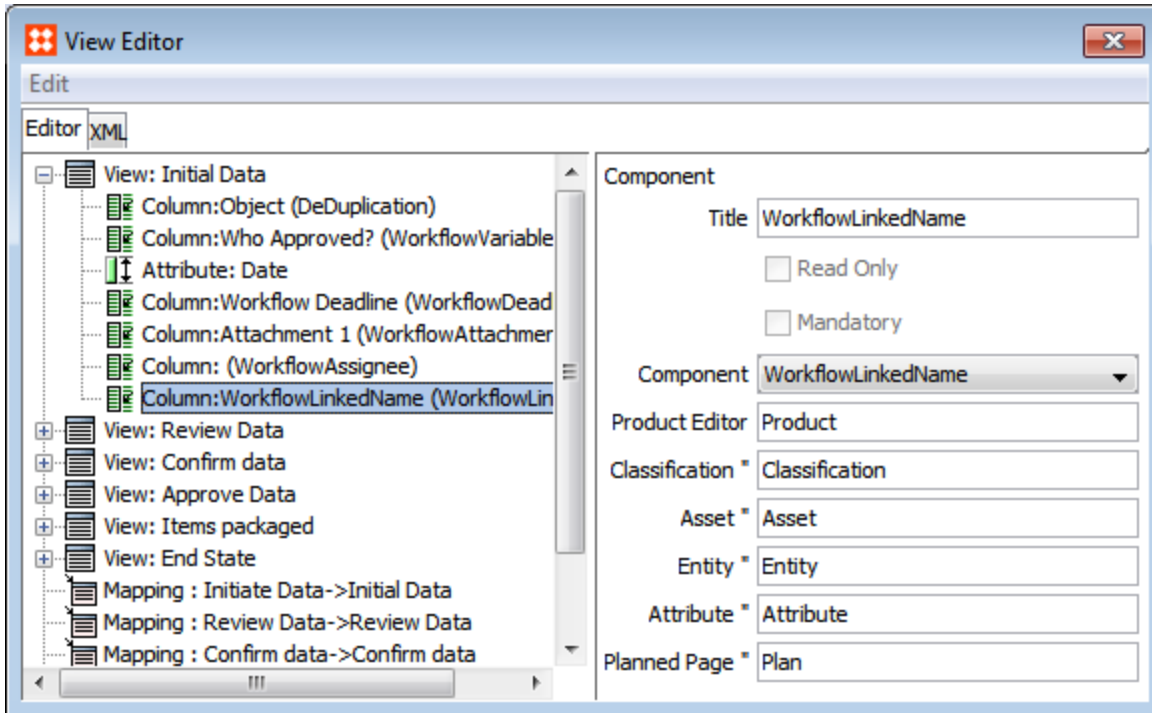 View Editor
Edit
Editor XML
View: Initial Data
Column:Object (DeDuplication)
Column:Who Approved? (WorkflowVariable
Attribute: Date
Column:Workflow Deadline (WorkflowDeadl
Column:Attachment 1 (WorkflowAttachmer
Column: (WorkflowAssignee)
Column:WorkflowLinkedName (WorkflowLin
View: Review Data
View: Confirm data
View: Approve Data
View: Items packaged
View: End State
Mapping : Initiate Data->Initial Data
Mapping : Review Data->Review Data
Mapping : Confirm data->Confirm data
Component
Title WorkflowLinkedName
Read Only
Mandatory
Component WorkflowLinkedName
Product Editor Product
Classification " Classification
Asset " Asset
Entity " Entity
Attribute " Attribute
Planned Page " Plan